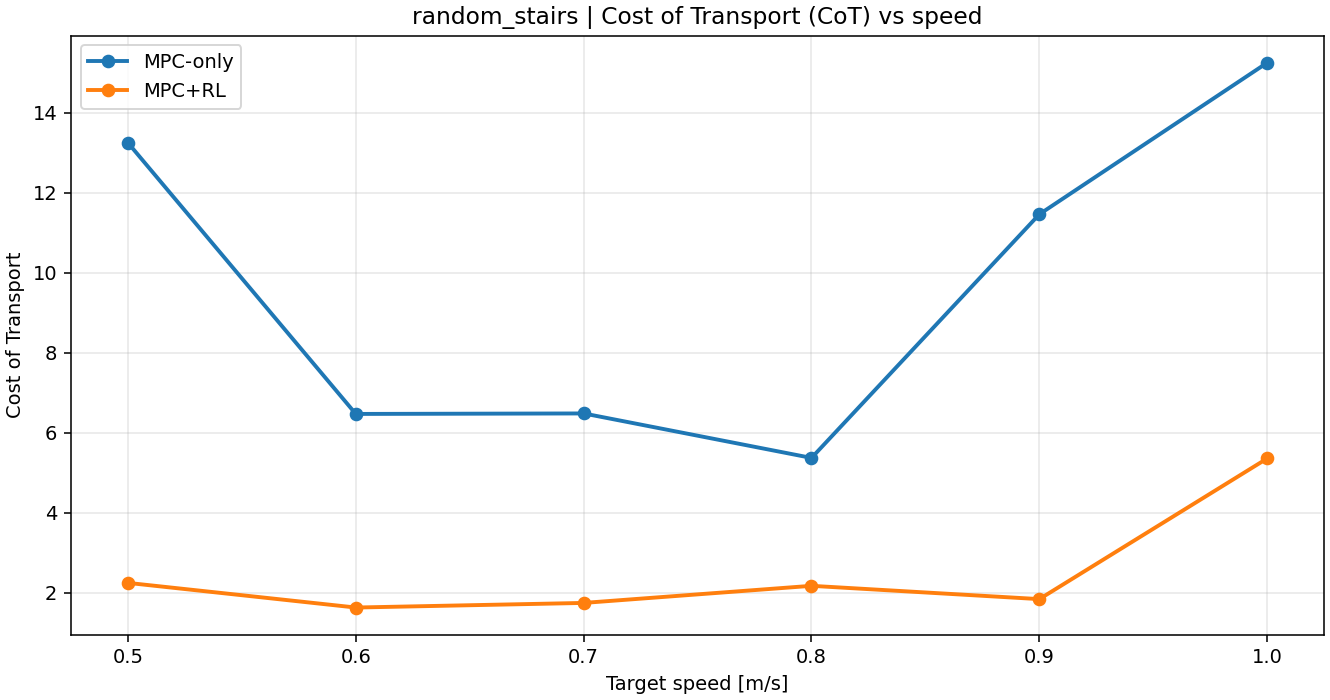 random_stairs | Cost of Transport (CoT) vs speed
MPC-only
MPC+RL
Cost of Transport
14
12
10
8
6
4
2
0.5 0.6 0.7 0.8 0.9 1.0
Target speed [m/s]